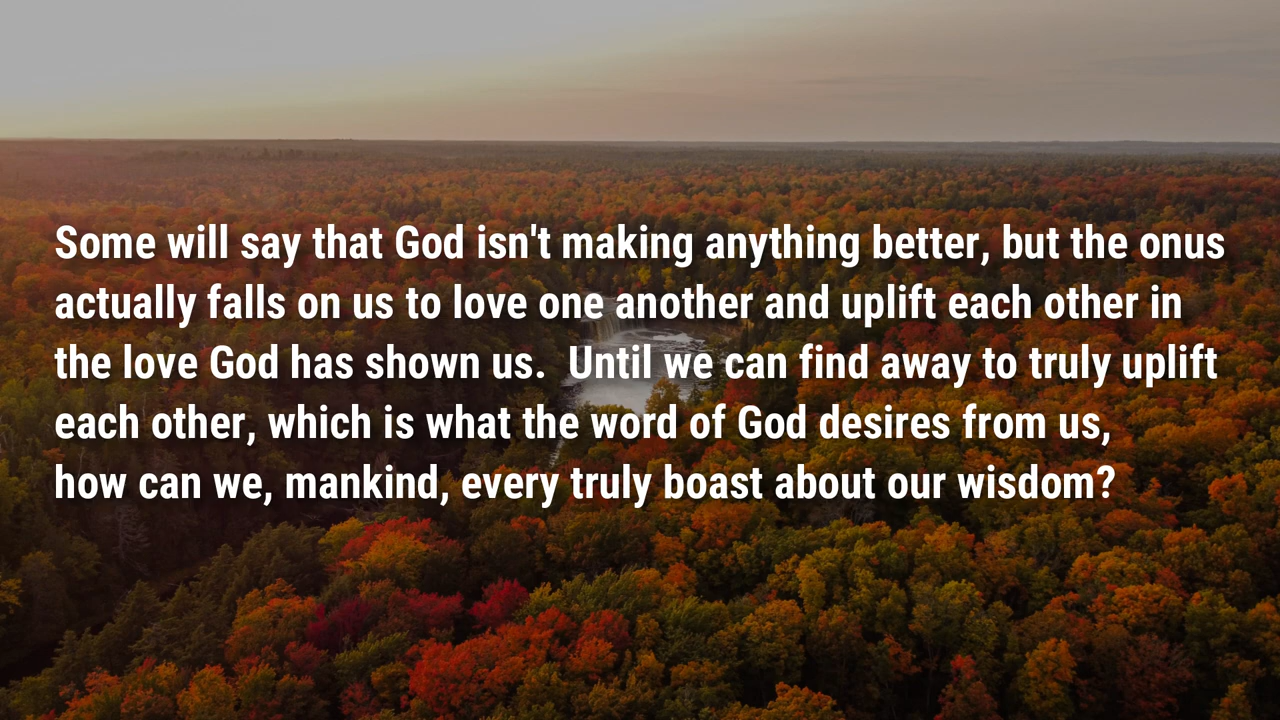 Some will say that God isn't making anything better, but the onus
actually falls on us to love one another and uplift each other in
the love God has shown us.  Until we can find away to truly uplift
each other, which is what the word of God desires from us,
how can we, mankind, every truly boast about our wisdom?